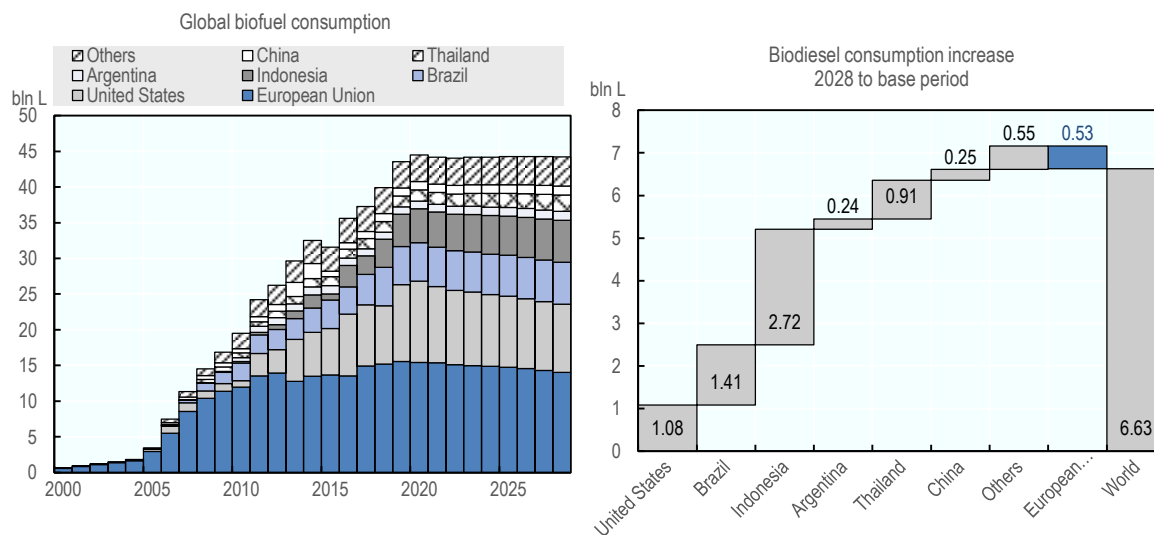 Global biofuel consumption
Others China Thailand
Argentina Indonesia Brazil
United States European Union
bln L
50
45
40
35
30
25
20
15
10
5
0
2000 2005 2010 2015 2020 2025
Biodiesel consumption increase
2028 to base period
bln L
8
7
6
5
4
3
2
1
0
1.08
1.41
2.72
0.24
0.91
0.25
0.55
0.53
6.63
United States
Brazil
Indonesia
Argentina
Thailand
China
Others
European…
World